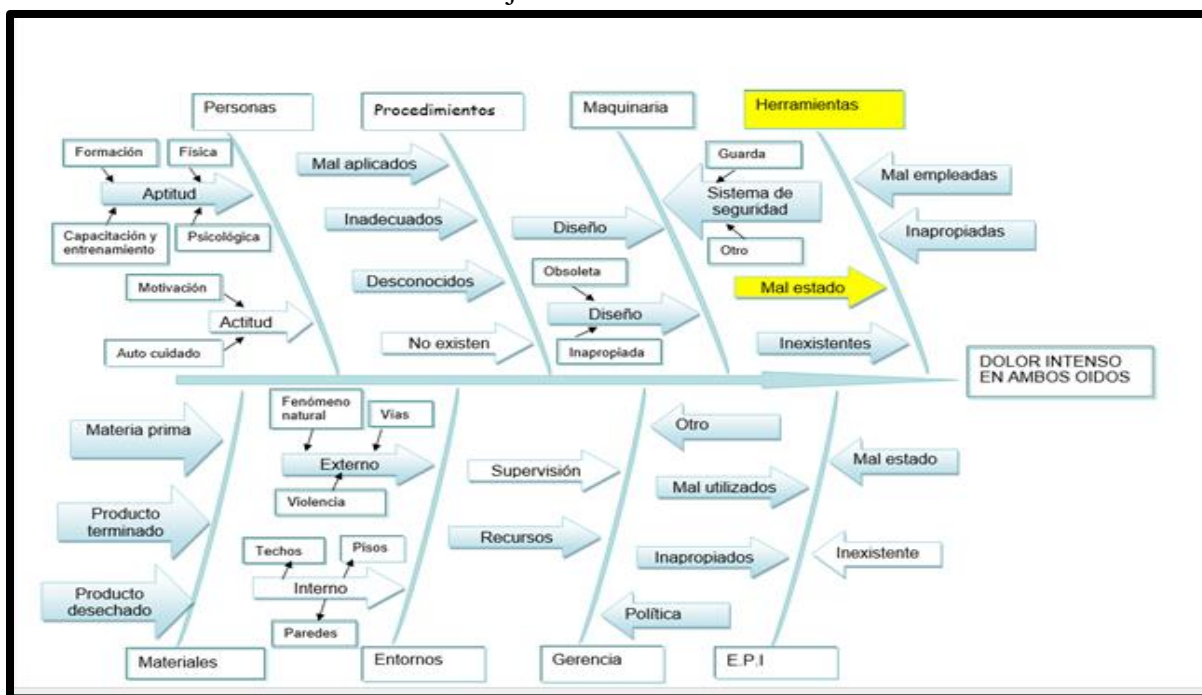 Personas
Procedimientos
Maquinaria
Herramientas
Formación
Física
Aptitud
Capacitación y
entrenamiento
Psicológica
Motivación
Actitud
Auto cuidado
Mal aplicados
Inadecuados
Desconocidos
No existen
Guarda
Sistema de
seguridad
Otro
Diseño
Obsoleta
Diseño
Inapropiada
Mal empleadas
Inapropiadas
Mal estado
Inexistentes
DOLOR INTENSO
EN AMBOS OIDOS
Materia prima
Producto
terminado
Producto
desechado
Materiales
Fenómeno
natural
Vías
Externo
Violencia
Techos
Pisos
Interno
Paredes
Entornos
Otro
Supervisión
Recursos
Política
Gerencia
Mal utilizados
Mal estado
Inapropiados
Inexistente
E.P.I